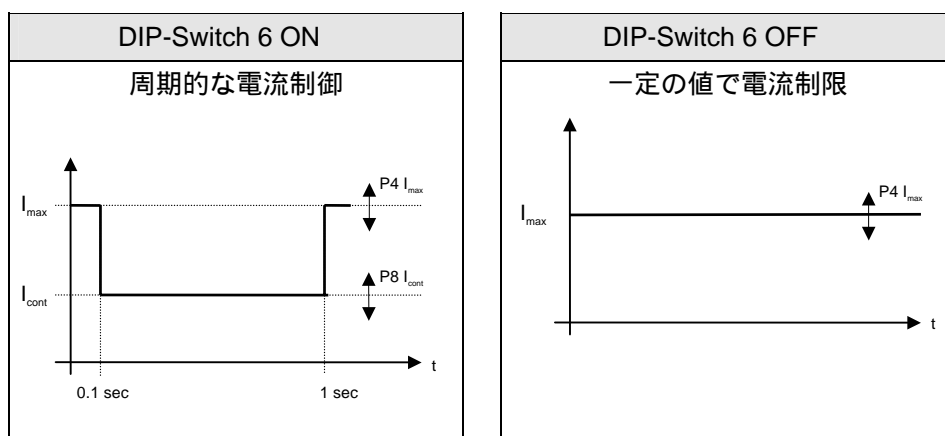 DIP-Switch 6 ON
周期的な電流制御
P4 Imax
Imax
P8 Icont
Icont
t
0.1 sec
1 sec
DIP-Switch 6 OFF
一定の値で電流制限
P4 Imax
Imax
t